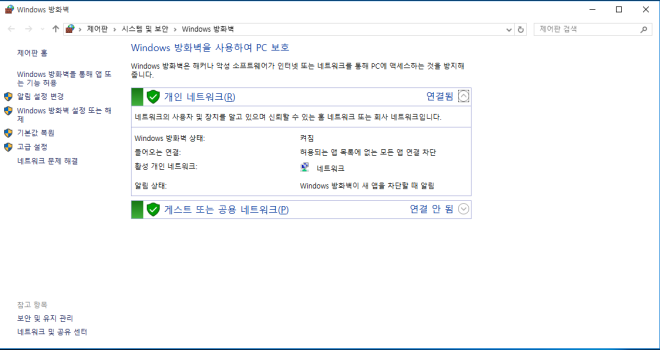 Windows 방화벽
제어판 › 시스템 및 보안 › Windows 방화벽
제어판 검색
제어판 홈
Windows 방화벽을 통해 앱 또
는 기능 허용
알림 설정 변경
Windows 방화벽 설정 또는 해
제
기본값 복원
고급 설정
네트워크 문제 해결
참고 항목
보안 및 유지 관리
네트워크 및 공유 센터
Windows 방화벽을 사용하여 PC 보호
Windows 방화벽은 해커나 악성 소프트웨어가 인터넷 또는 네트워크를 통해 PC에 액세스하는 것을 방지해
줍니다.
개인 네트워크(R) 연결됨
네트워크의 사용자 및 장치를 알고 있으며 신뢰할 수 있는 홈 네트워크 또는 회사 네트워크입니다.
Windows 방화벽 상태: 켜짐
들어오는 연결: 허용되는 앱 목록에 없는 모든 앱 연결 차단
활성 개인 네트워크: 네트워크
알림 상태: Windows 방화벽이 새 앱을 차단할 때 알림
게스트 또는 공용 네트워크(P) 연결 안 됨